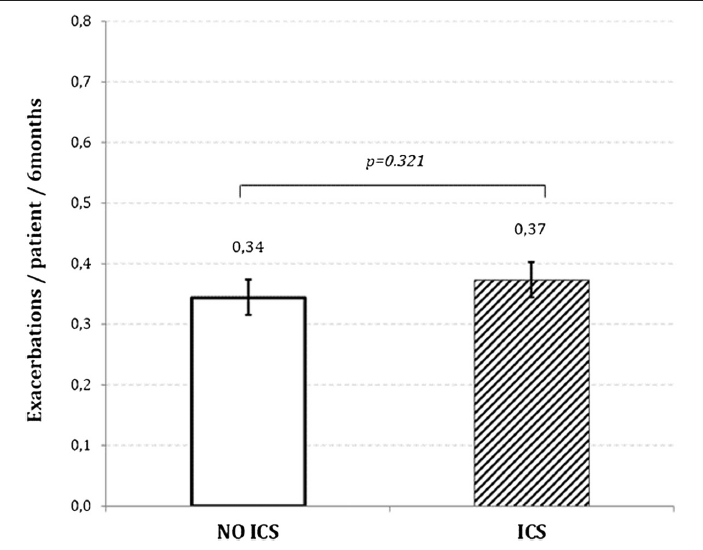 0,8
0,7
0,6
p=0.321
0,5
0,37
0,34
0,4
0,3
0,2
0,1
0,0
Exacerbations / patient / 6months
NO ICS
ICS